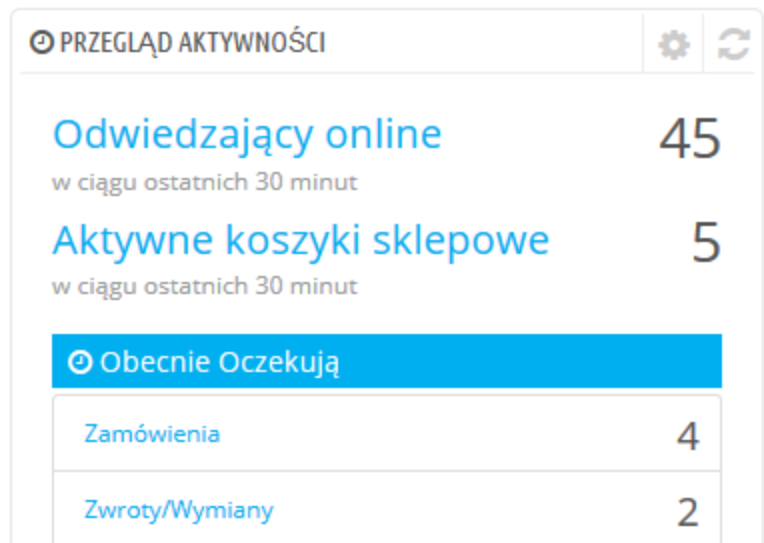 PRZEGLĄD AKTYWNOŚCI
Odwiedzający online 45
w ciągu ostatnich 30 minut
Aktywne koszyki sklepowe 5
w ciągu ostatnich 30 minut
Obecnie Oczekują
Zamówienia 4
Zwroty/Wymiany 2